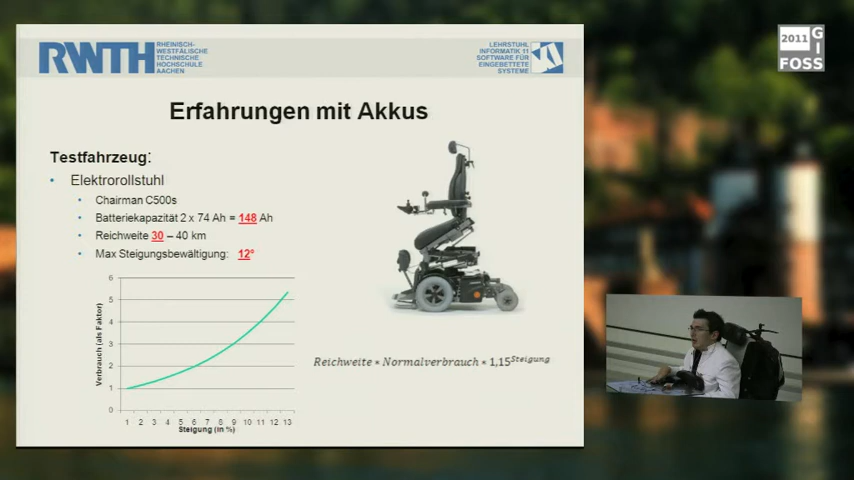 RWTH
RHEINISCH-
WESTFÄLISCHE
TECHNISCHE
HOCHSCHULE
AACHEN
LEHRSTUHL
INFORMATIK 11
SOFTWARE FÜR
EINGEBETTETE
SYSTEME
2011 G
I
FOSS
Erfahrungen mit Akkus
Testfahrzeug:
• Elektrorollstuhl
• Chairman C500s
• Batteriekapazität 2 x 74 Ah = 148 Ah
• Reichweite 30 – 40 km
• Max Steigungsbewältigung: 12°
Verbrauch (als Faktor)
6
5
4
3
2
1
0
1 2 3 4 5 6 7 8 9 10 11 12 13
Steigung (in %)
Reichweite * Normalverbrauch * 1,15^Steigung